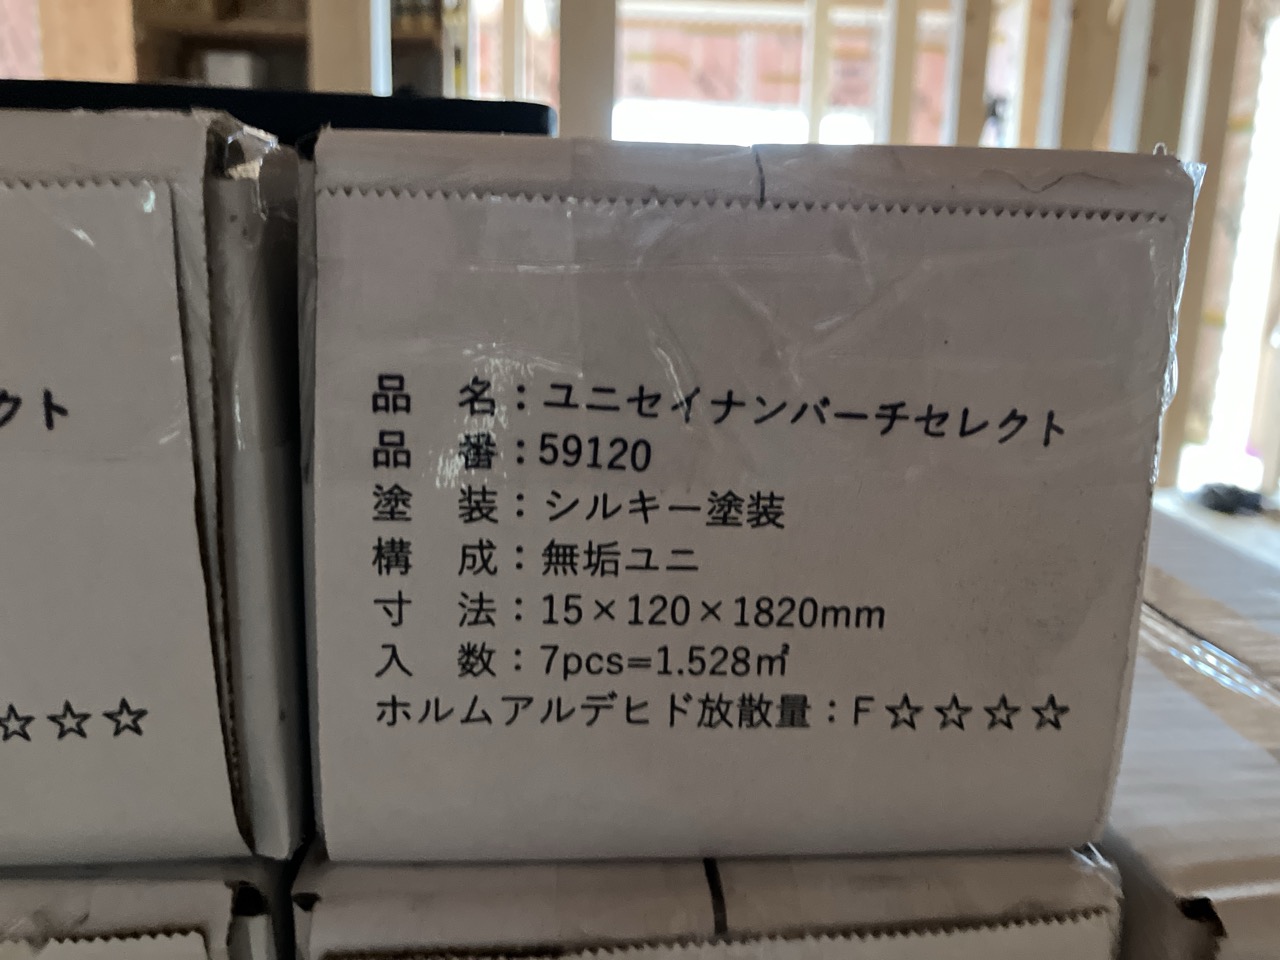 品　名：ユニセイナンバーチセレクト
品　番：59120
塗　装：シルキー塗装
構　成：無垢ユニ
寸　法：15×120×1820mm
入　数：7pcs=1.528㎡
ホルムアルデヒド放散量：F☆☆☆☆
クト
☆☆☆